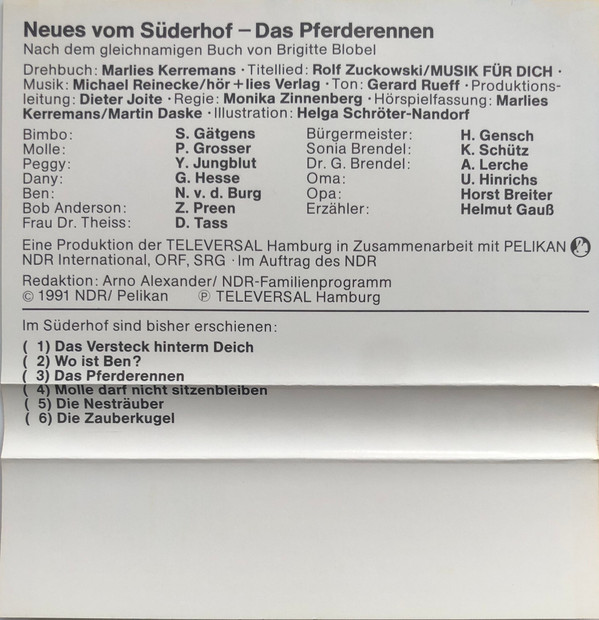 Neues vom Süderhof – Das Pferderennen
Nach dem gleichnamigen Buch von Brigitte Blobel
Drehbuch: Marlies Kerremans · Titellied: Rolf Zuckowski/MUSIK FÜR DICH ·
Musik: Michael Reinecke/hör + lies Verlag · Ton: Gerard Rueff · Produktions-
leitung: Dieter Joite · Regie: Monika Zinnenberg · Hörspielfassung: Marlies
Kerremans/Martin Daske · Illustration: Helga Schröter-Nandorf
Bimbo: S. Gätgens Bürgermeister: H. Gensch
Molle: P. Grosser Sonia Brendel: K. Schütz
Peggy: Y. Jungblut Dr. G. Brendel: A. Lerche
Dany: G. Hesse Oma: U. Hinrichs
Ben: N. v. d. Burg Opa: Horst Breiter
Bob Anderson: Z. Preen Erzähler: Helmut Gauß
Frau Dr. Theiss: D. Tass
Eine Produktion der TELEVERSAL Hamburg in Zusammenarbeit mit PELIKAN
NDR International, ORF, SRG · Im Auftrag des NDR
Redaktion: Arno Alexander/ NDR-Familienprogramm
© 1991 NDR/ Pelikan ℗ TELEVERSAL Hamburg
Im Süderhof sind bisher erschienen:
( 1) Das Versteck hinterm Deich
( 2) Wo ist Ben?
( 3) Das Pferderennen
( 4) Molle darf nicht sitzenbleiben
( 5) Die Nesträuber
( 6) Die Zauberkugel